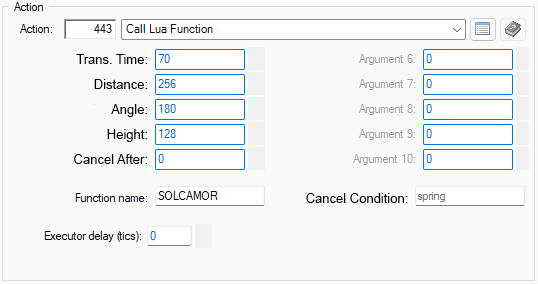 Action
Action: 443 Call Lua Function
Trans. Time: 70 Argument 6: 0
Distance: 256 Argument 7: 0
Angle: 180 Argument 8: 0
Height: 128 Argument 9: 0
Cancel After: 0 Argument 10: 0
Function name: SOLCAMOR Cancel Condition: spring
Executor delay (tics): 0